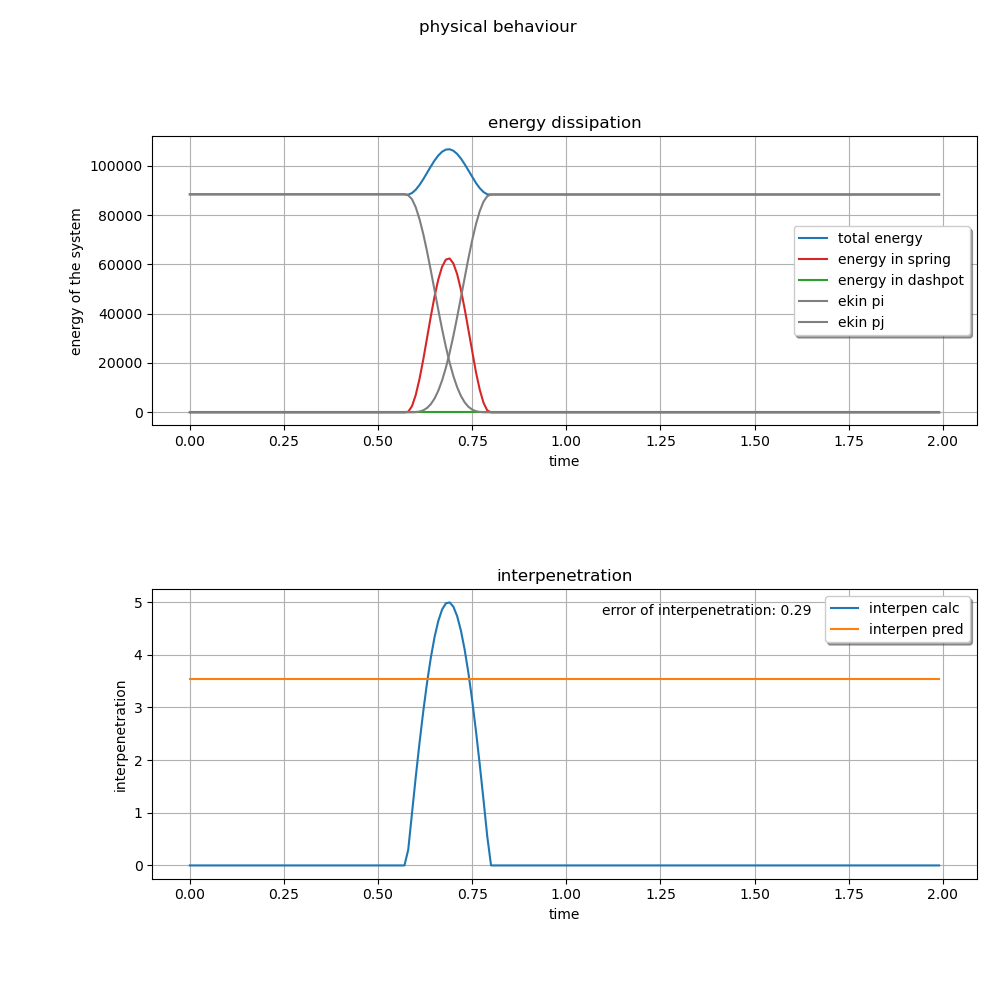 physical behaviour
energy dissipation
energy of the system
100000
80000
60000
40000
20000
0
total energy
energy in spring
energy in dashpot
ekin pi
ekin pj
0.00 0.25 0.50 0.75 1.00 1.25 1.50 1.75 2.00
time
interpenetration
interpenetration
5
4
3
2
1
0
error of interpenetration: 0.29
interpen calc
interpen pred
0.00 0.25 0.50 0.75 1.00 1.25 1.50 1.75 2.00
time